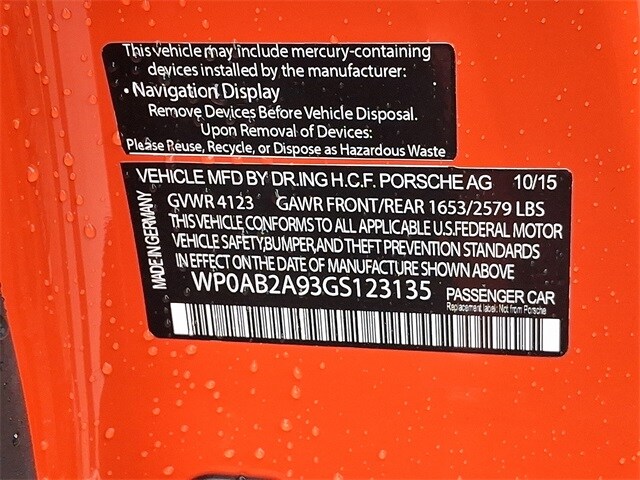 This vehicle may include mercury-containing
devices installed by the manufacturer:
• Navigation Display
Remove Devices Before Vehicle Disposal.
Upon Removal of Devices:
Please Reuse, Recycle, or Dispose as Hazardous Waste
VEHICLE MFD BY DR.ING H.C.F. PORSCHE AG 10/15
GVWR 4123 GAWR FRONT/REAR 1653/2579 LBS
THIS VEHICLE CONFORMS TO ALL APPLICABLE U.S.FEDERAL MOTOR
VEHICLE SAFETY,BUMPER,AND THEFT PREVENTION STANDARDS
IN EFFECT ON THE DATE OF MANUFACTURE SHOWN ABOVE
MADE IN GERMANY
WP0AB2A93GS123135 PASSENGER CAR
Replacement label: Not from Porsche